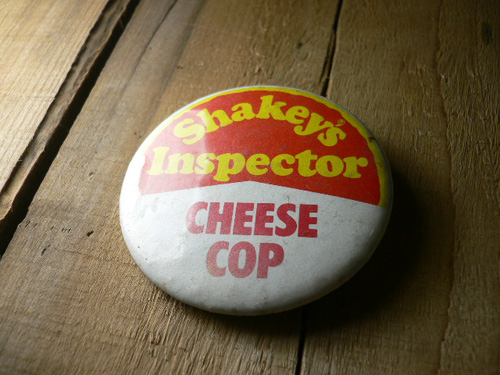 Shakey's
Inspector
CHEESE
COP